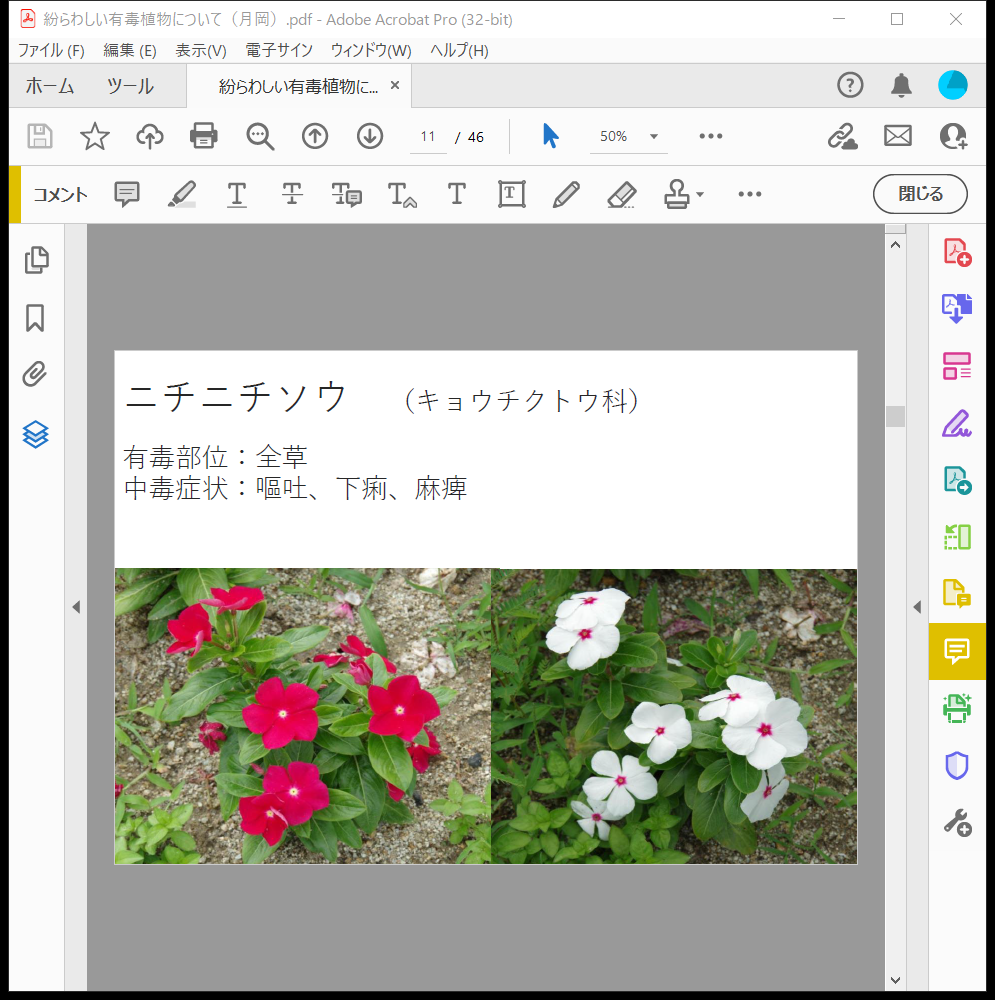 紛らわしい有毒植物について（月岡）.pdf - Adobe Acrobat Pro (32-bit)
ファイル (F) 編集 (E) 表示(V) 電子サイン ウィンドウ(W) ヘルプ(H)
ホーム ツール 紛らわしい有毒植物に...
11 / 46 50%
コメント 閉じる
ニチニチソウ （キョウチクトウ科）
有毒部位：全草
中毒症状：嘔吐、下痢、麻痺